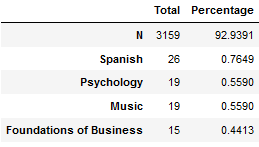 Total Percentage
N 3159 92.9391
Spanish 26 0.7649
Psychology 19 0.5590
Music 19 0.5590
Foundations of Business 15 0.4413